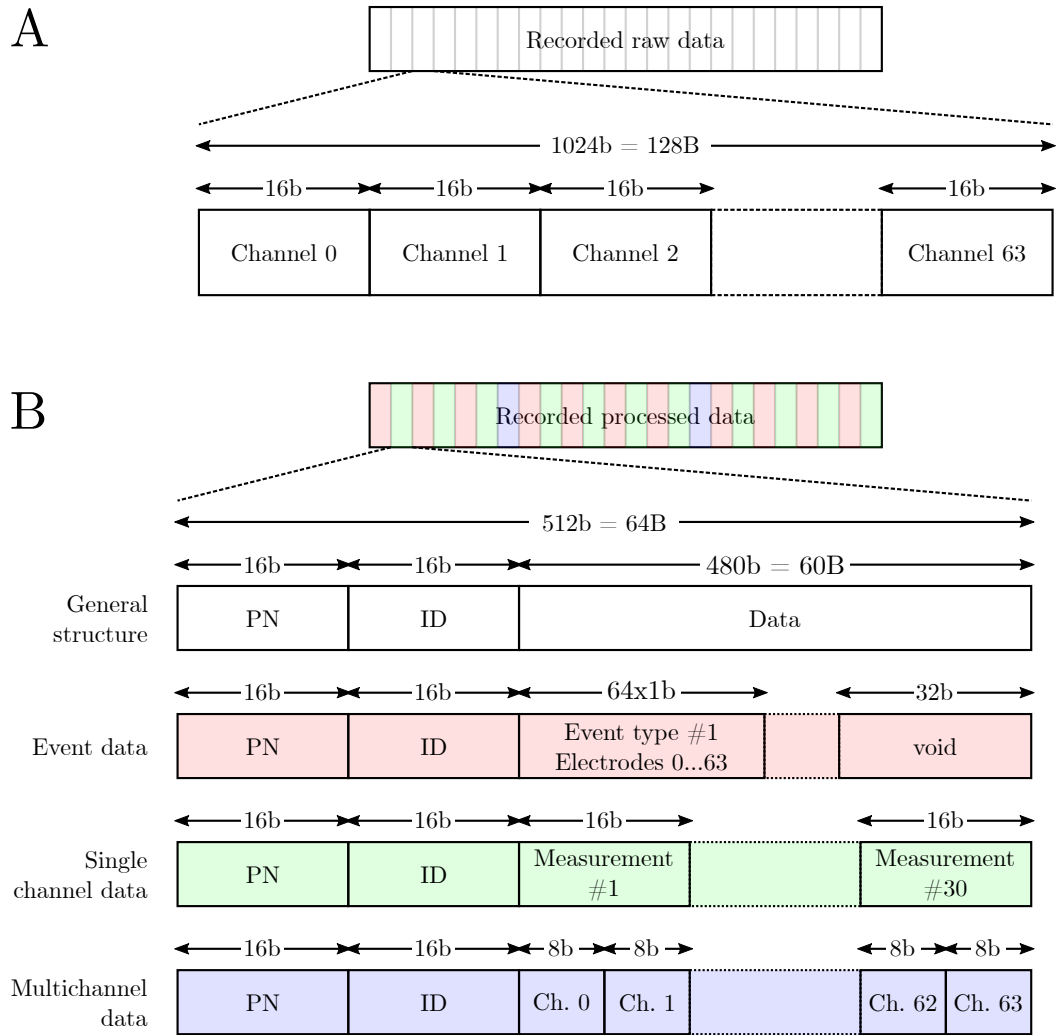 A
Recorded raw data
1024b = 128B
16b 16b 16b 16b
Channel 0 Channel 1 Channel 2 Channel 63
B
Recorded processed data
512b = 64B
16b 16b 480b = 60B
General
structure
PN ID Data
16b 16b 64x1b 32b
Event data
PN ID
Event type #1
Electrodes 0...63
void
16b 16b 16b 16b
Single
channel data
PN ID
Measurement
#1
Measurement
#30
16b 16b 8b 8b 8b 8b
Multichannel
data
PN ID Ch. 0 Ch. 1 Ch. 62 Ch. 63